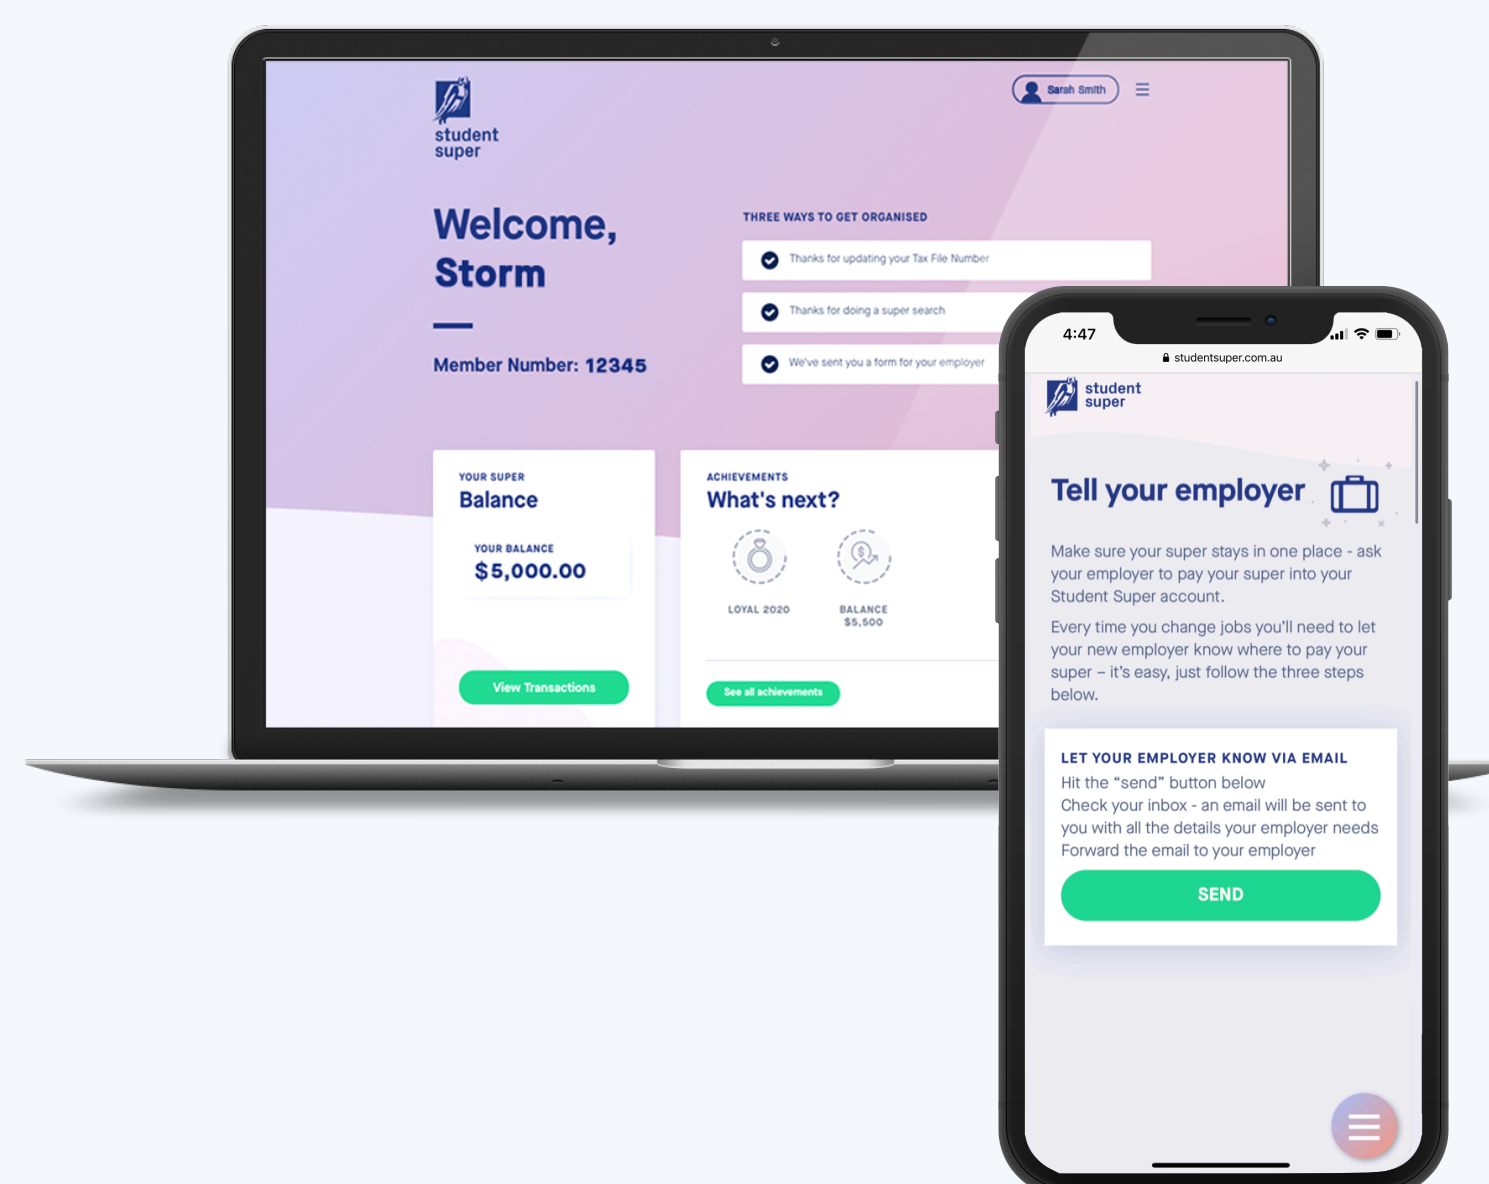 student
super
Sarah Smith
Welcome,
Storm
Member Number: 12345
THREE WAYS TO GET ORGANISED
Thanks for updating your Tax File Number
Thanks for doing a super search
We've sent you a form for your employer
YOUR SUPER
Balance
YOUR BALANCE
$5,000.00
View Transactions
ACHIEVEMENTS
What's next?
LOYAL 2020
BALANCE
$5,500
See all achievements
4:47
studentsuper.com.au
student
super
Tell your employer
Make sure your super stays in one place - ask
your employer to pay your super into your
Student Super account.
Every time you change jobs you’ll need to let
your new employer know where to pay your
super – it’s easy, just follow the three steps
below.
LET YOUR EMPLOYER KNOW VIA EMAIL
Hit the “send” button below
Check your inbox - an email will be sent to
you with all the details your employer needs
Forward the email to your employer
SEND